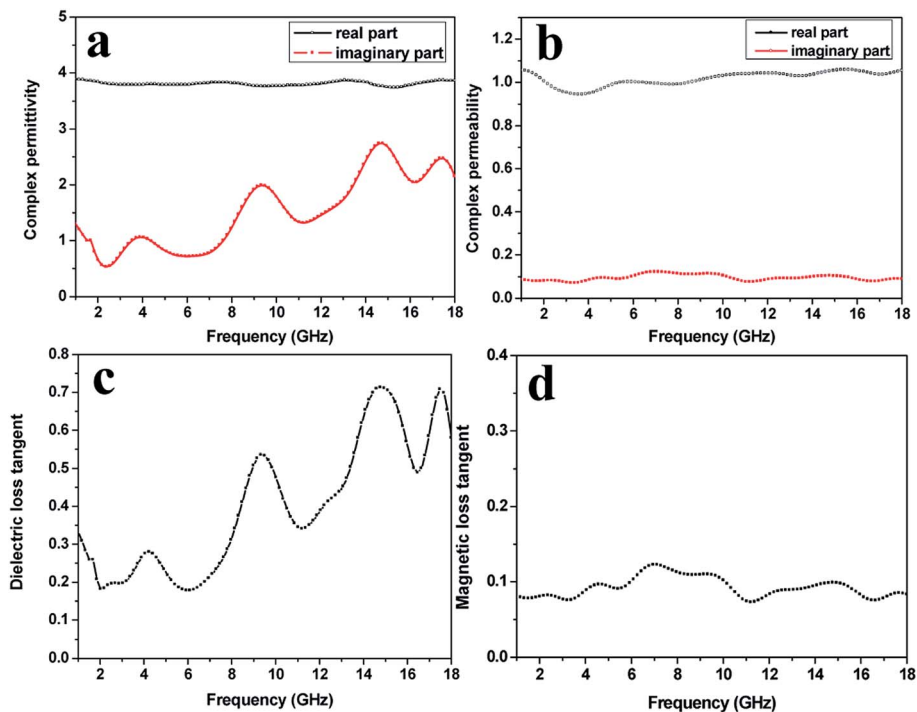 a
real part
imaginary part
Complex permittivity
5
4
3
2
1
0
2 4 6 8 10 12 14 16 18
Frequency (GHz)
b
real part
imaginary part
Complex permeability
1.2
1.0
0.8
0.6
0.4
0.2
0.0
2 4 6 8 10 12 14 16 18
Frequency (GHz)
c
Dielectric loss tangent
0.8
0.7
0.6
0.5
0.4
0.3
0.2
0.1
0.0
2 4 6 8 10 12 14 16 18
Frequency (GHz)
d
Magnetic loss tangent
0.4
0.3
0.2
0.1
0.0
2 4 6 8 10 12 14 16 18
Frequency (GHz)